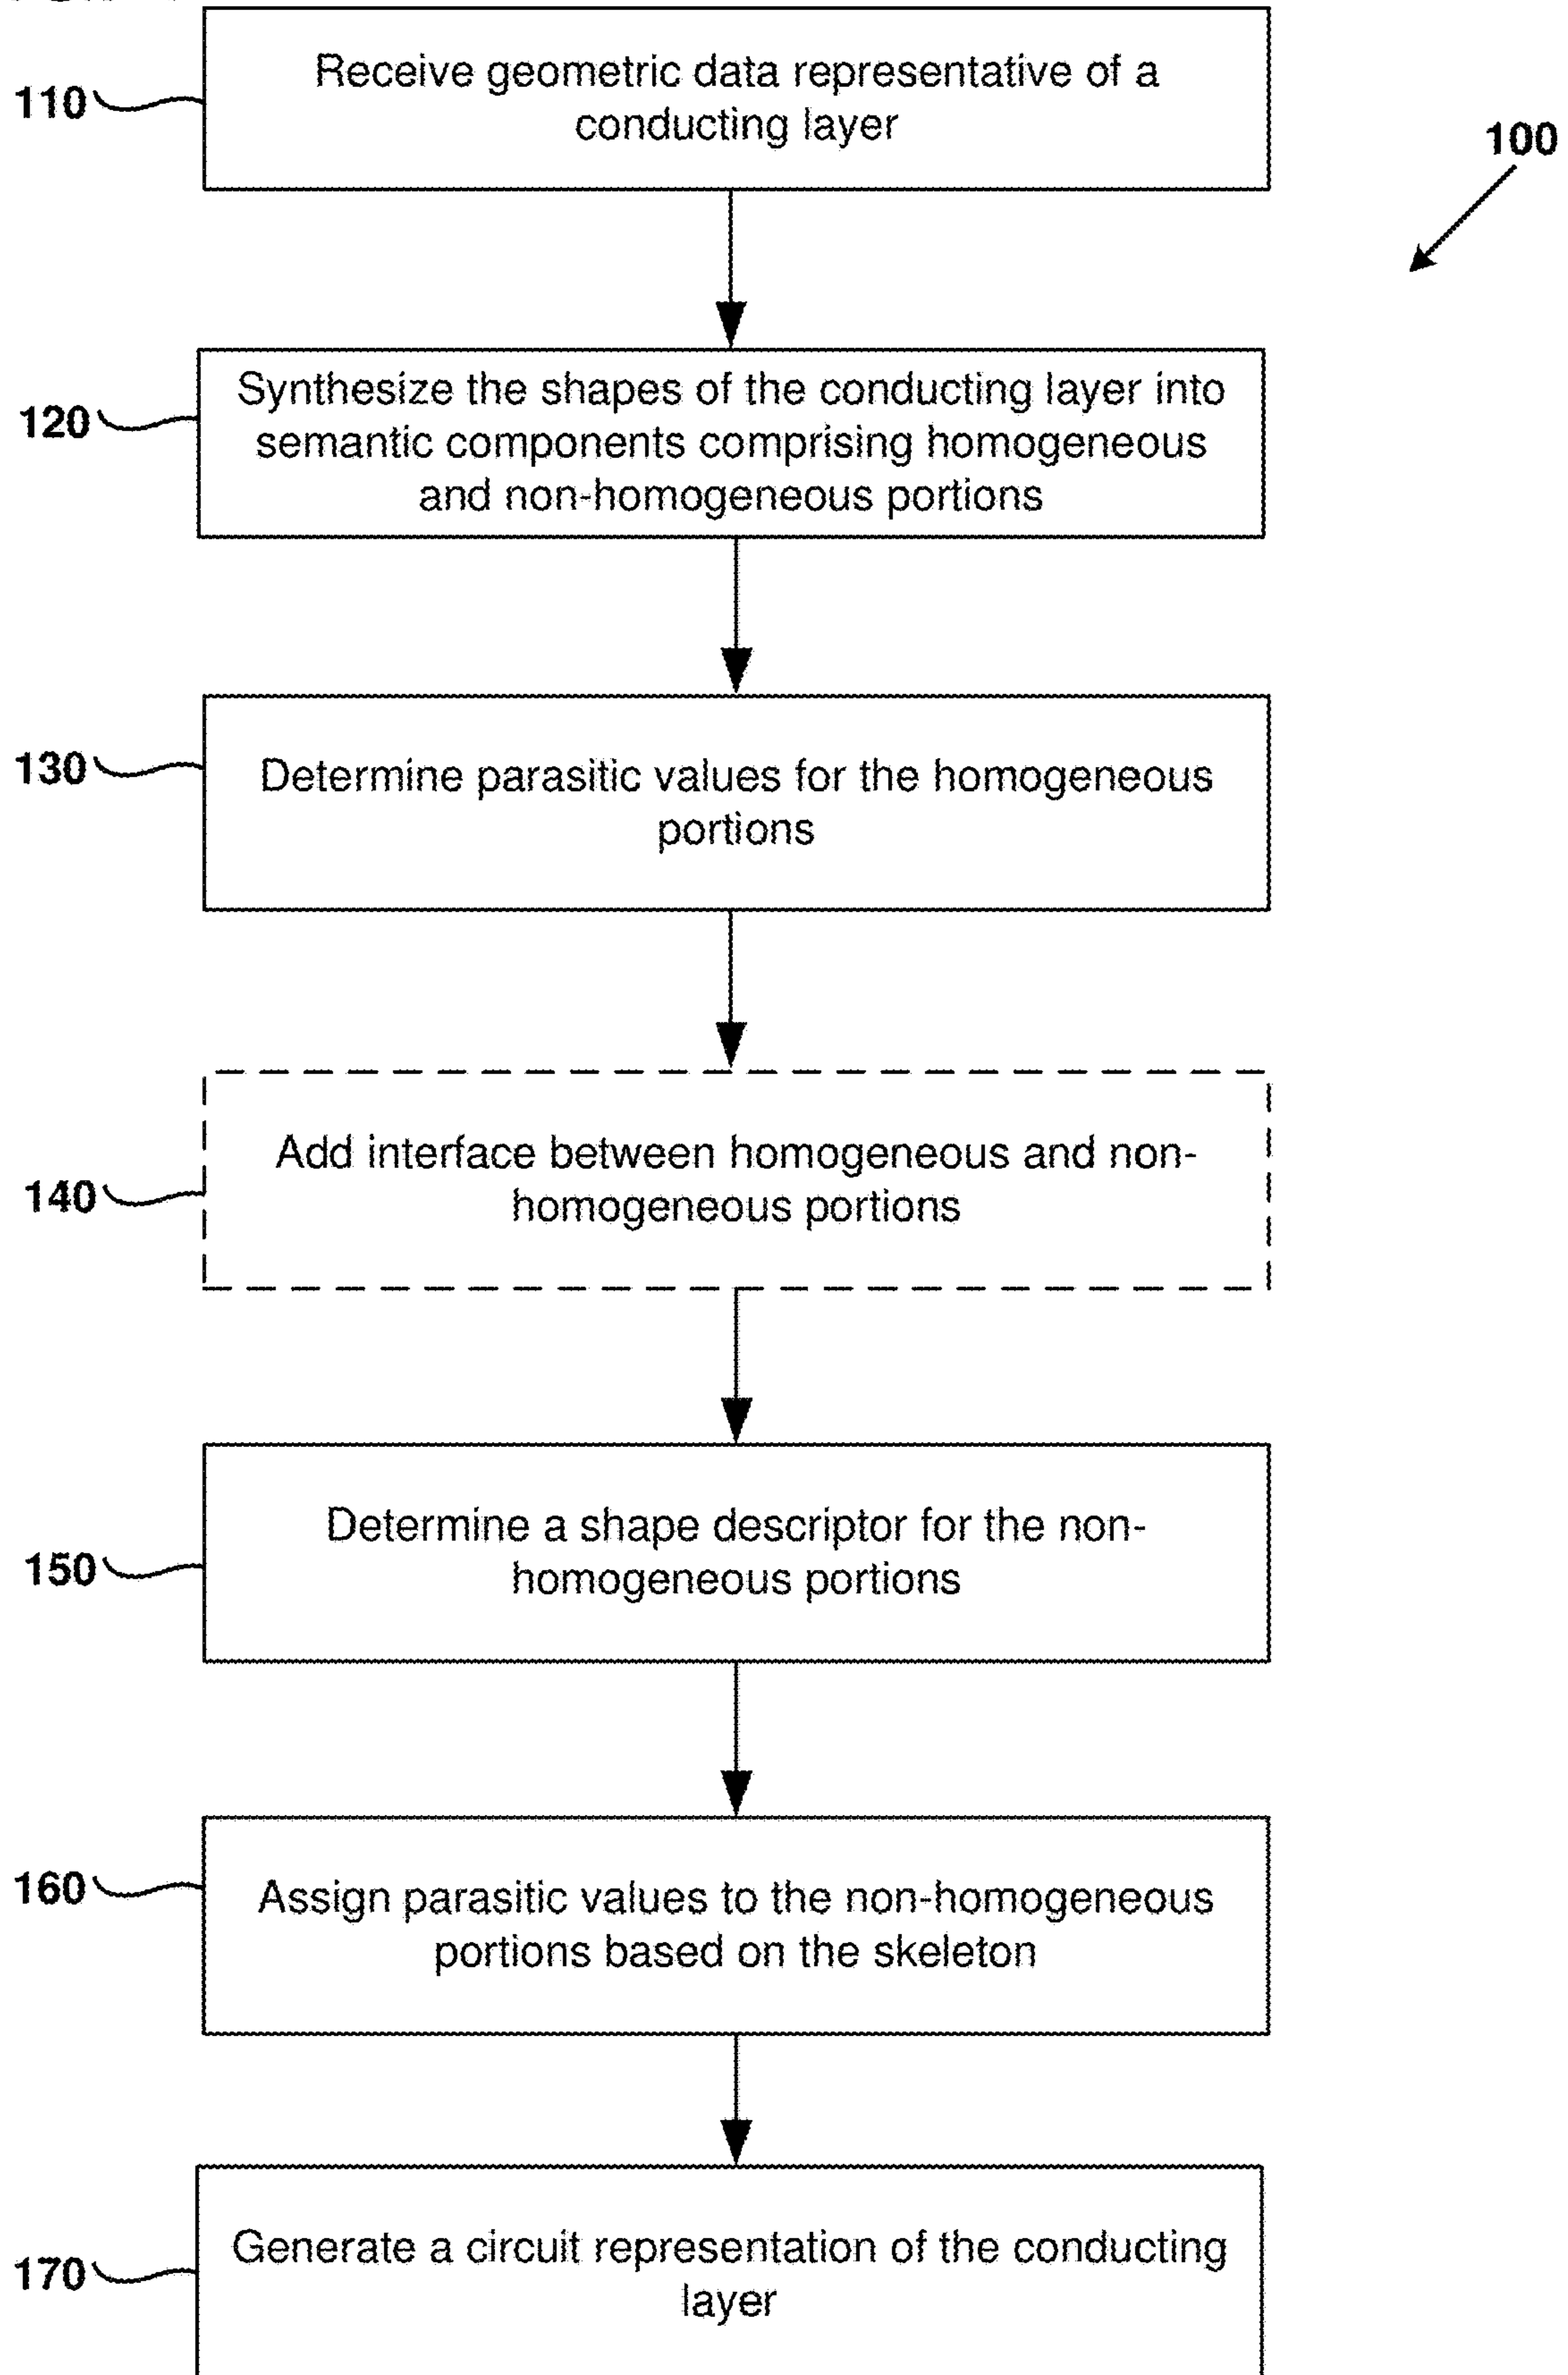 Receive geometric data representative of a
conducting layer
110
100
Synthesize the shapes of the conducting layer into
semantic components comprising homogeneous
and non-homogeneous portions
120
Determine parasitic values for the homogeneous
portions
130
Add interface between homogeneous and non-
homogeneous portions
140
Determine a shape descriptor for the non-
homogeneous portions
150
Assign parasitic values to the non-homogeneous
portions based on the skeleton
160
Generate a circuit representation of the conducting
layer
170